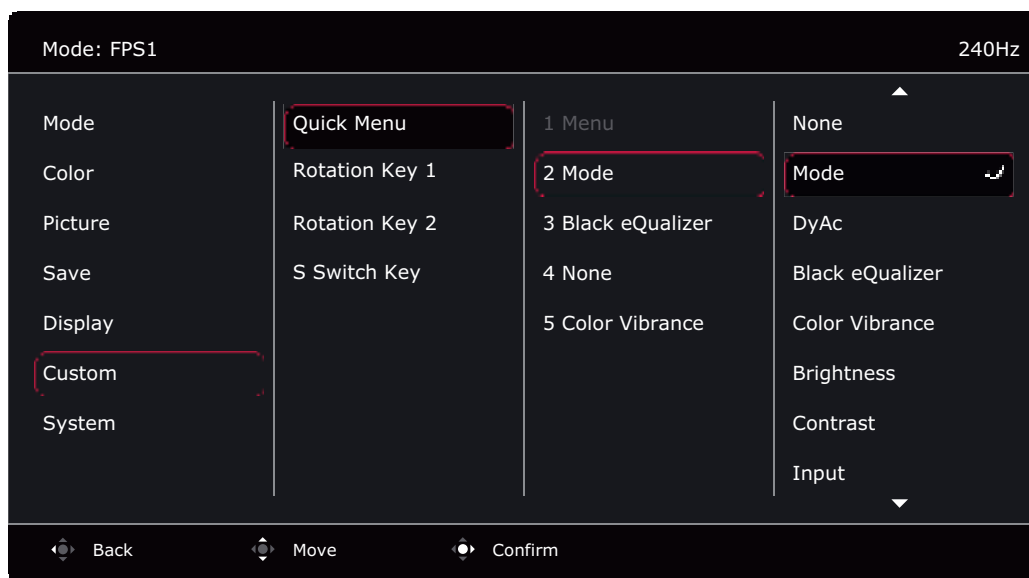 Mode: FPS1
240Hz
Mode
Color
Picture
Save
Display
Custom
System
Quick Menu
Rotation Key 1
Rotation Key 2
S Switch Key
1 Menu
2 Mode
3 Black eQualizer
4 None
5 Color Vibrance
None
Mode
DyAc
Black eQualizer
Color Vibrance
Brightness
Contrast
Input
Back
Move
Confirm